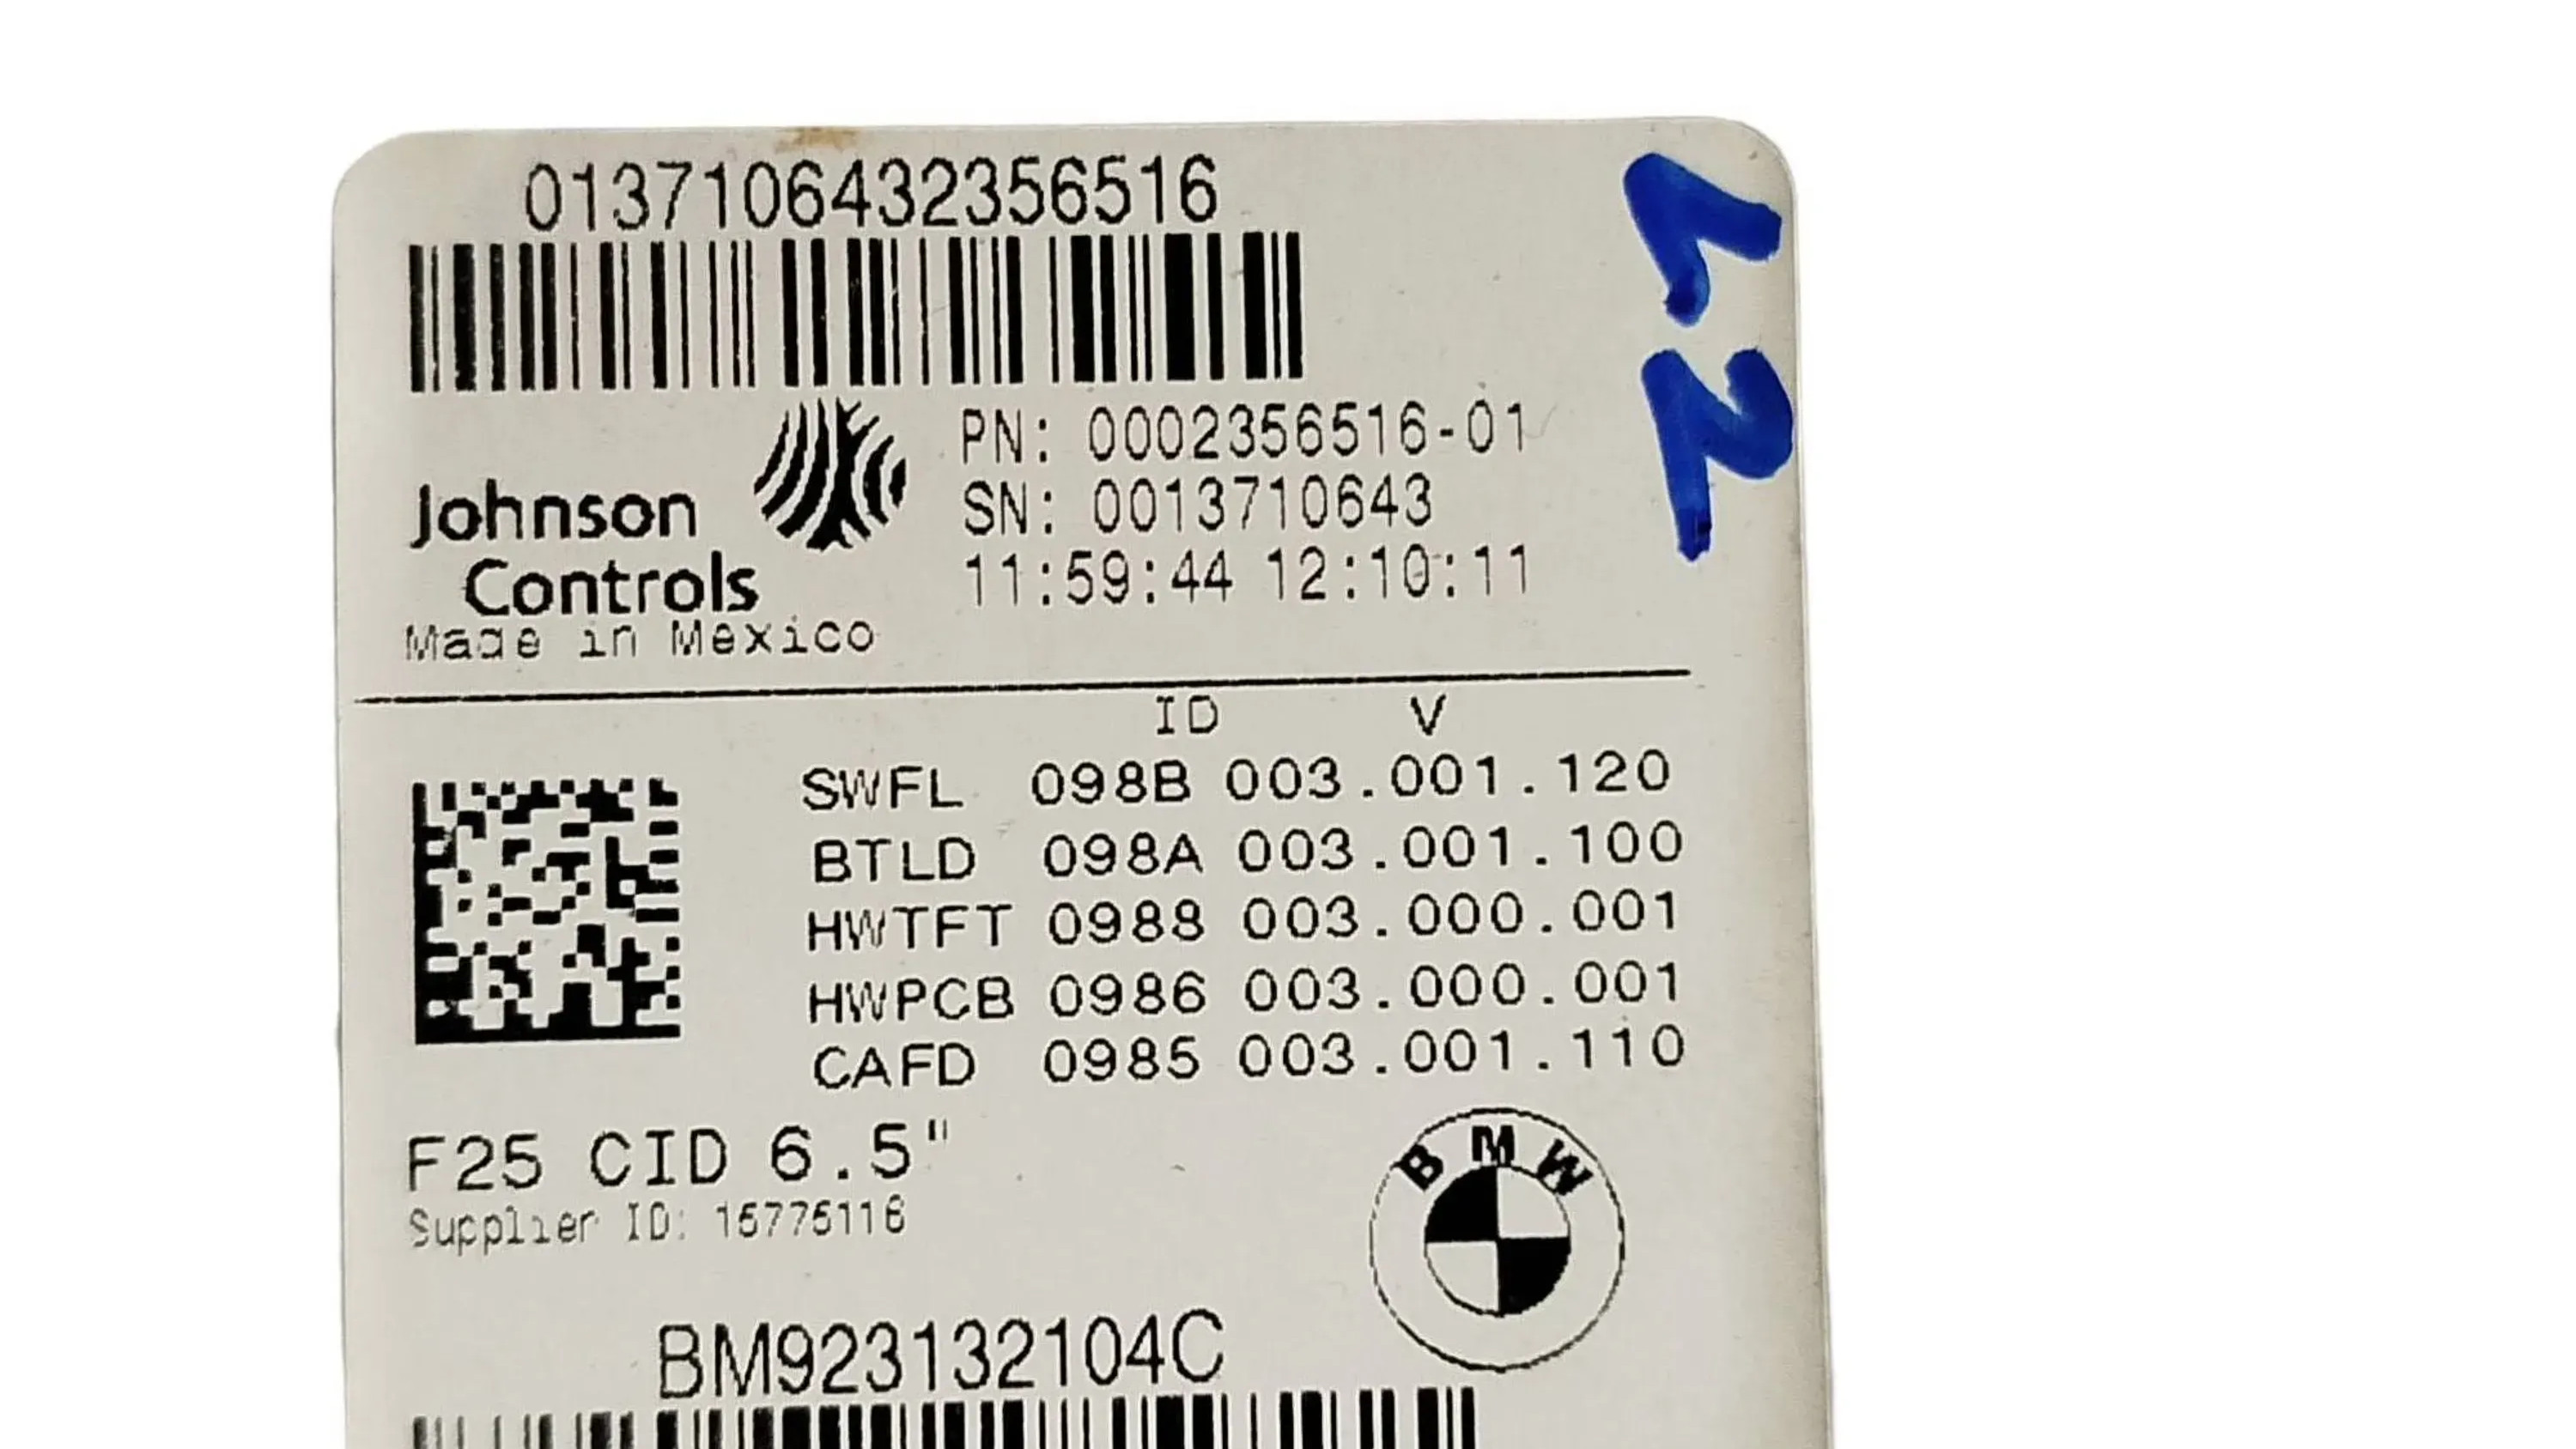 01371064322356516
PN: 0002356516-01
SN: 0013710643
11:59:44 12:10:11
Johnson
Controls
Made in Mexico
ID V
SWFL 098B 003.001.120
BTLD 098A 003.001.100
HWTFT 0988 003.000.001
HWPCB 0986 003.000.001
CAFD 0985 003.001.110
F25 CID 6.5"
Supplier ID: 15775116
BMW
BM923132104C